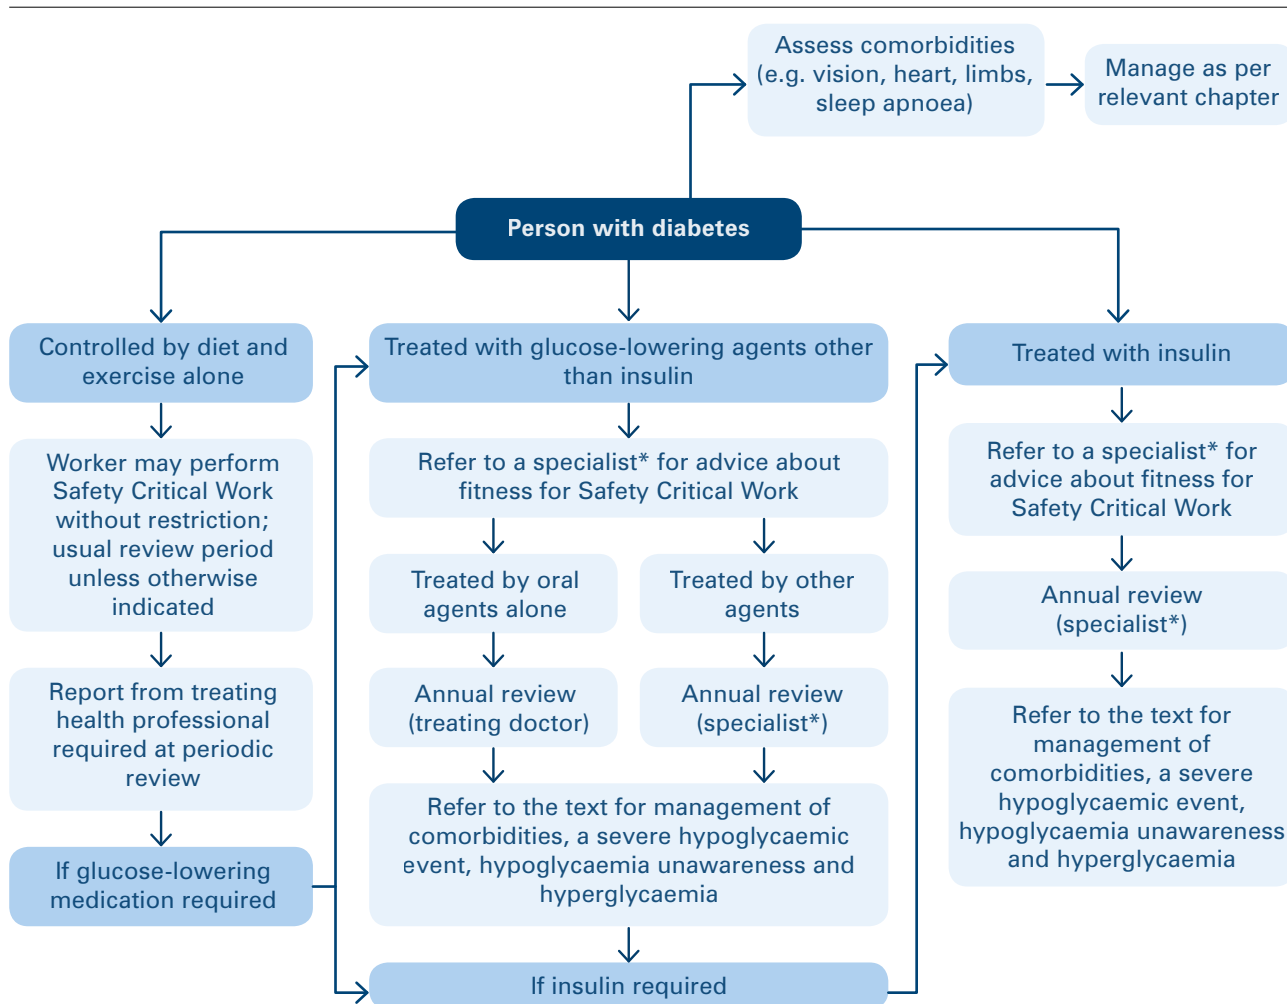 Assess comorbidities
(e.g. vision, heart, limbs,
sleep apnoea)
Manage as per
relevant chapter
Person with diabetes
Controlled by diet and
exercise alone
Worker may perform
Safety Critical Work
without restriction;
usual review period
unless otherwise
indicated
Report from treating
health professional
required at periodic
review
If glucose-lowering
medication required
Treated with glucose-lowering agents other
than insulin
Refer to a specialist* for advice about
fitness for Safety Critical Work
Treated by oral
agents alone
Annual review
(treating doctor)
Treated by other
agents
Annual review
(specialist*)
Refer to the text for management of
comorbidities, a severe hypoglycaemic
event, hypoglycaemia unawareness and
hyperglycaemia
If insulin required
Treated with insulin
Refer to a specialist* for
advice about fitness for
Safety Critical Work
Annual review
(specialist*)
Refer to the text for
management of
comorbidities, a severe
hypoglycaemic event,
hypoglycaemia unawareness
and hyperglycaemia